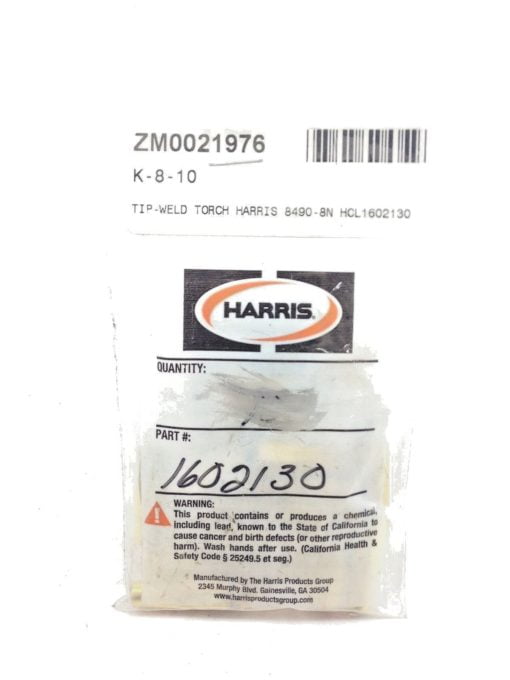 ZM0021976
K-8-10
TIP-WELD TORCH HARRIS 8490-8N HCL1602130
HARRIS®
QUANTITY:
PART #:
1602130
WARNING:
This product contains or produces a chemical,
including lead, known to the State of California to
cause cancer and birth defects (or other reproductive
harm). Wash hands after use. (California Health &
Safety Code § 25249.5 et seg.)
Manufactured by The Harris Products Group
2345 Murphy Blvd. Gainesville, GA 30504
www.harrisproductsgroup.com